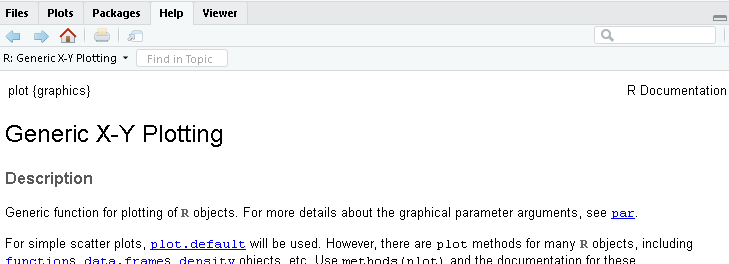 Files Plots Packages Help Viewer
R: Generic X-Y Plotting Find in Topic
plot {graphics} R Documentation
Generic X-Y Plotting
Description
Generic function for plotting of R objects. For more details about the graphical parameter arguments, see par.
For simple scatter plots, plot.default will be used. However, there are plot methods for many R objects, including
functions, data.frames, density objects, etc. Use methods(plot) and the documentation for these.